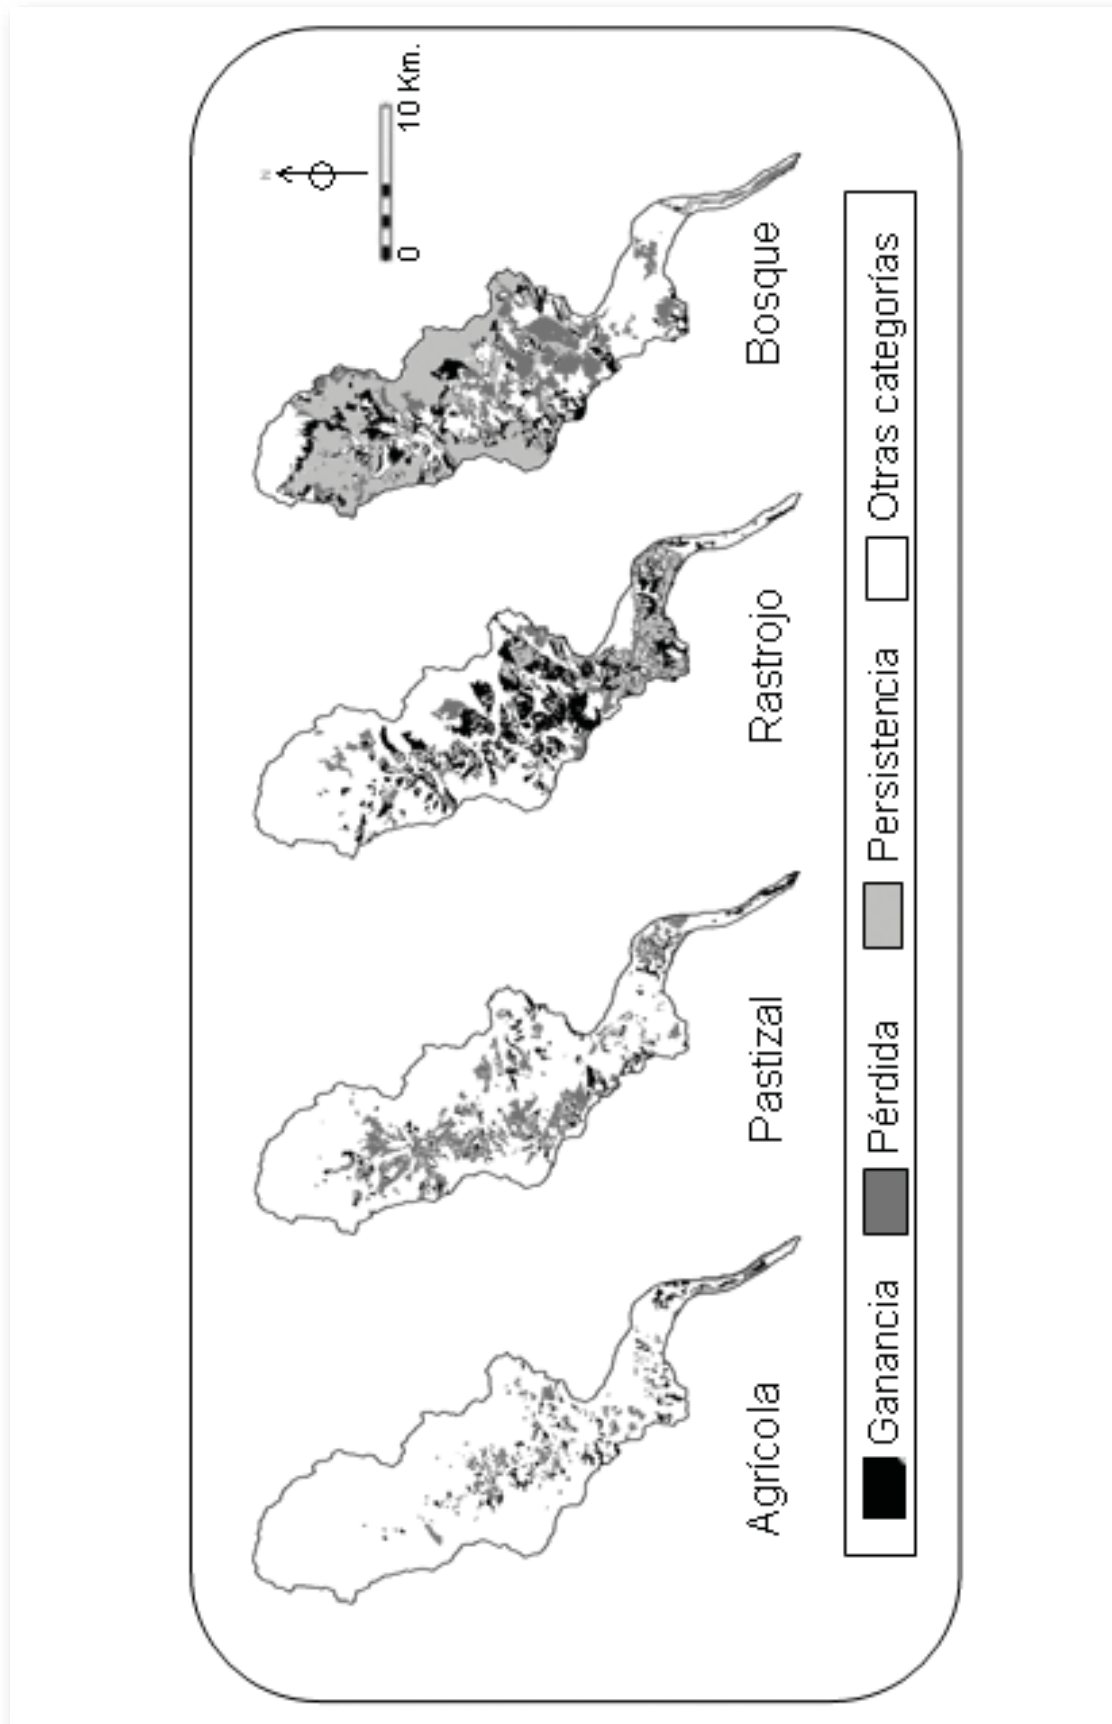 N
0 10 Km.
Agrícola Pastizal Rastrojo Bosque
Ganancia Pérdida Persistencia Otras categorías